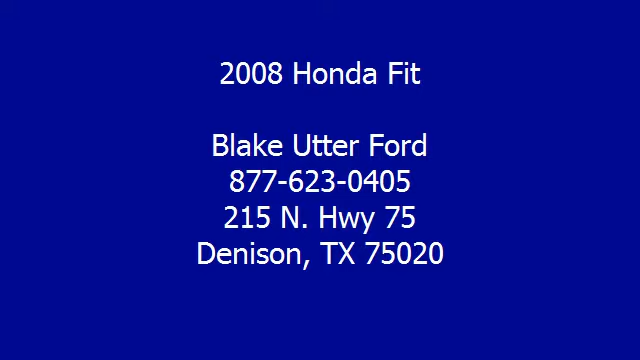 2008 Honda Fit
Blake Utter Ford
877-623-0405
215 N. Hwy 75
Denison, TX 75020